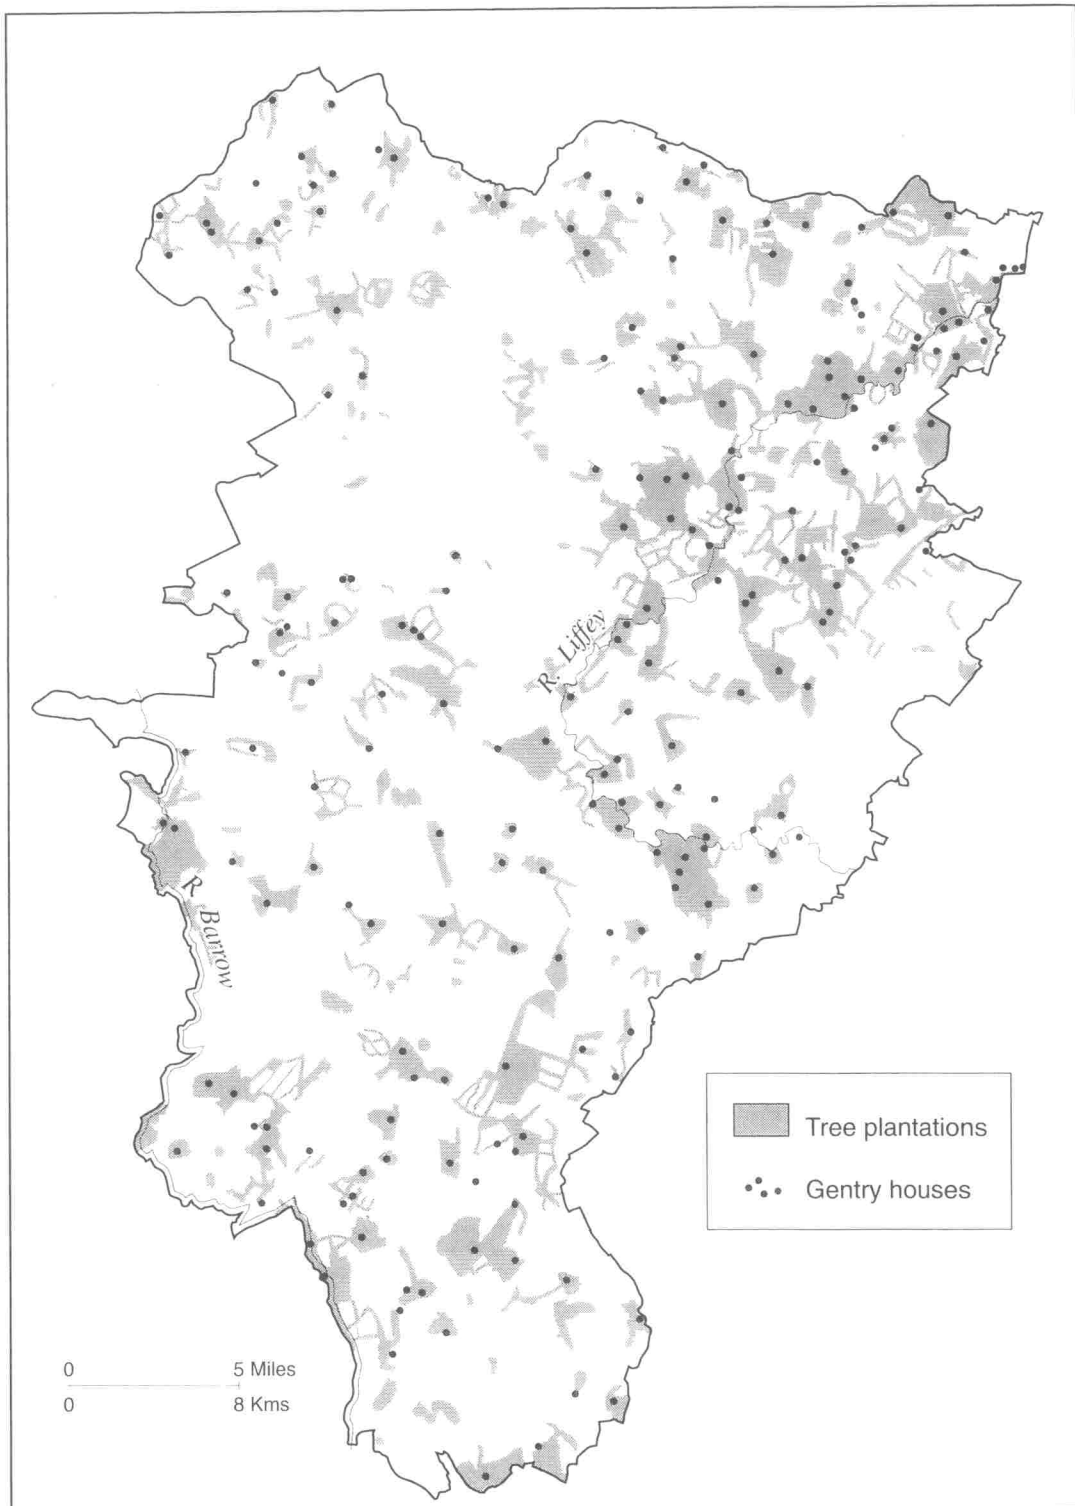 R. Liffey
R. Barrow
Tree plantations
Gentry houses
0 5 Miles
0 8 Kms